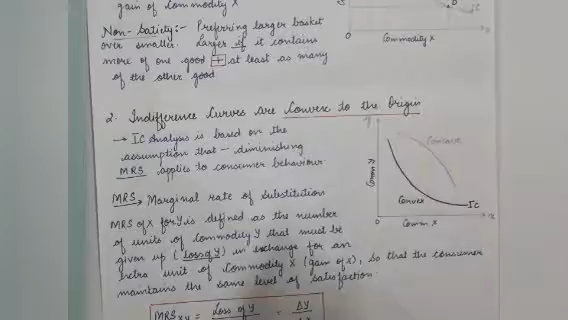 gain of commodity X
Non-Satiety:- Preferring larger basket
over smaller. Larger if it contains
more of one good + at least as many
of the other good
O
Commodity X
2. Indifference Curves are Convex to the Origin
→ IC Analysis is based on the
assumption that - diminishing
MRS applies to consumer behaviour
Y
Concave
Comm Y
Convex
IC
O
Comm X
X
MRS → Marginal rate of Substitution
MRS of X for Y is defined as the number
of units of Commodity Y that must be
given up (loss of Y) in exchange for an
extra unit of Commodity X (gain of x), so that the consumer
maintains the same level of satisfaction.
MRSxy = Loss of Y = ΔY